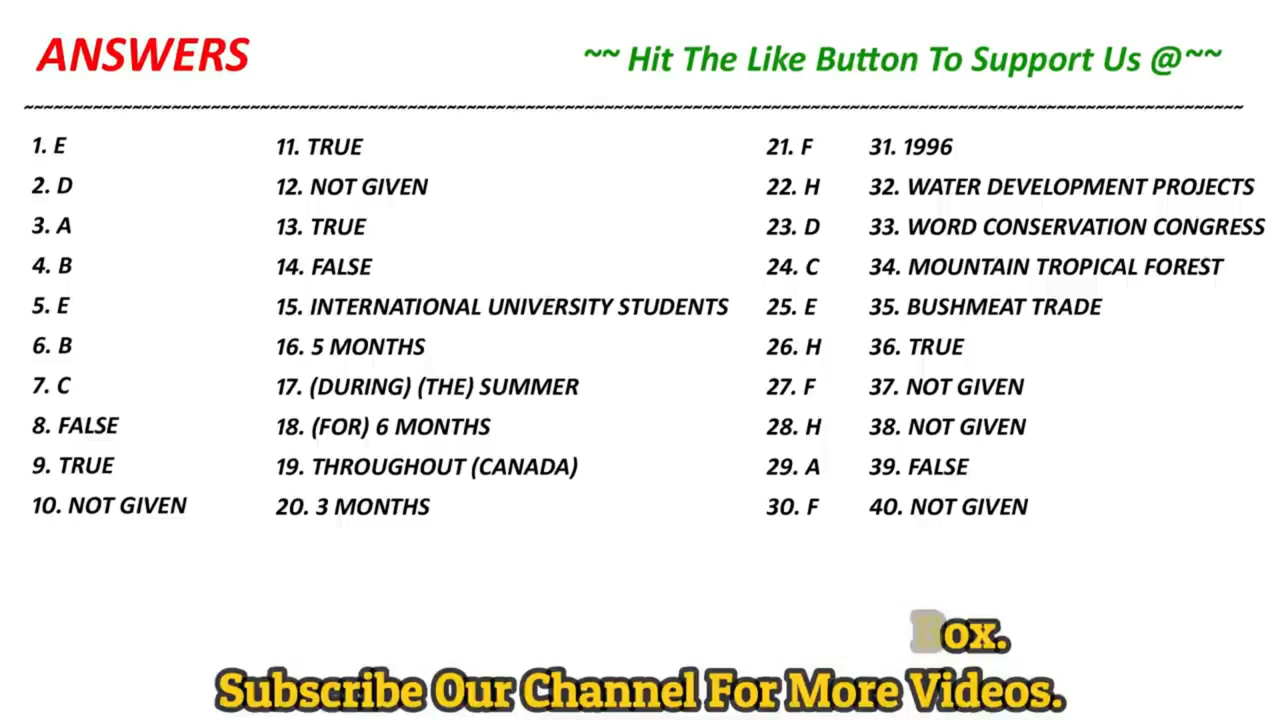 ANSWERS
~~ Hit The Like Button To Support Us @~~
1. E
2. D
3. A
4. B
5. E
6. B
7. C
8. FALSE
9. TRUE
10. NOT GIVEN
11. TRUE
12. NOT GIVEN
13. TRUE
14. FALSE
15. INTERNATIONAL UNIVERSITY STUDENTS
16. 5 MONTHS
17. (DURING) (THE) SUMMER
18. (FOR) 6 MONTHS
19. THROUGHOUT (CANADA)
20. 3 MONTHS
21. F
22. H
23. D
24. C
25. E
26. H
27. F
28. H
29. A
30. F
31. 1996
32. WATER DEVELOPMENT PROJECTS
33. WORD CONSERVATION CONGRESS
34. MOUNTAIN TROPICAL FOREST
35. BUSHMEAT TRADE
36. TRUE
37. NOT GIVEN
38. NOT GIVEN
39. FALSE
40. NOT GIVEN
Box.
Subscribe Our Channel For More Videos.